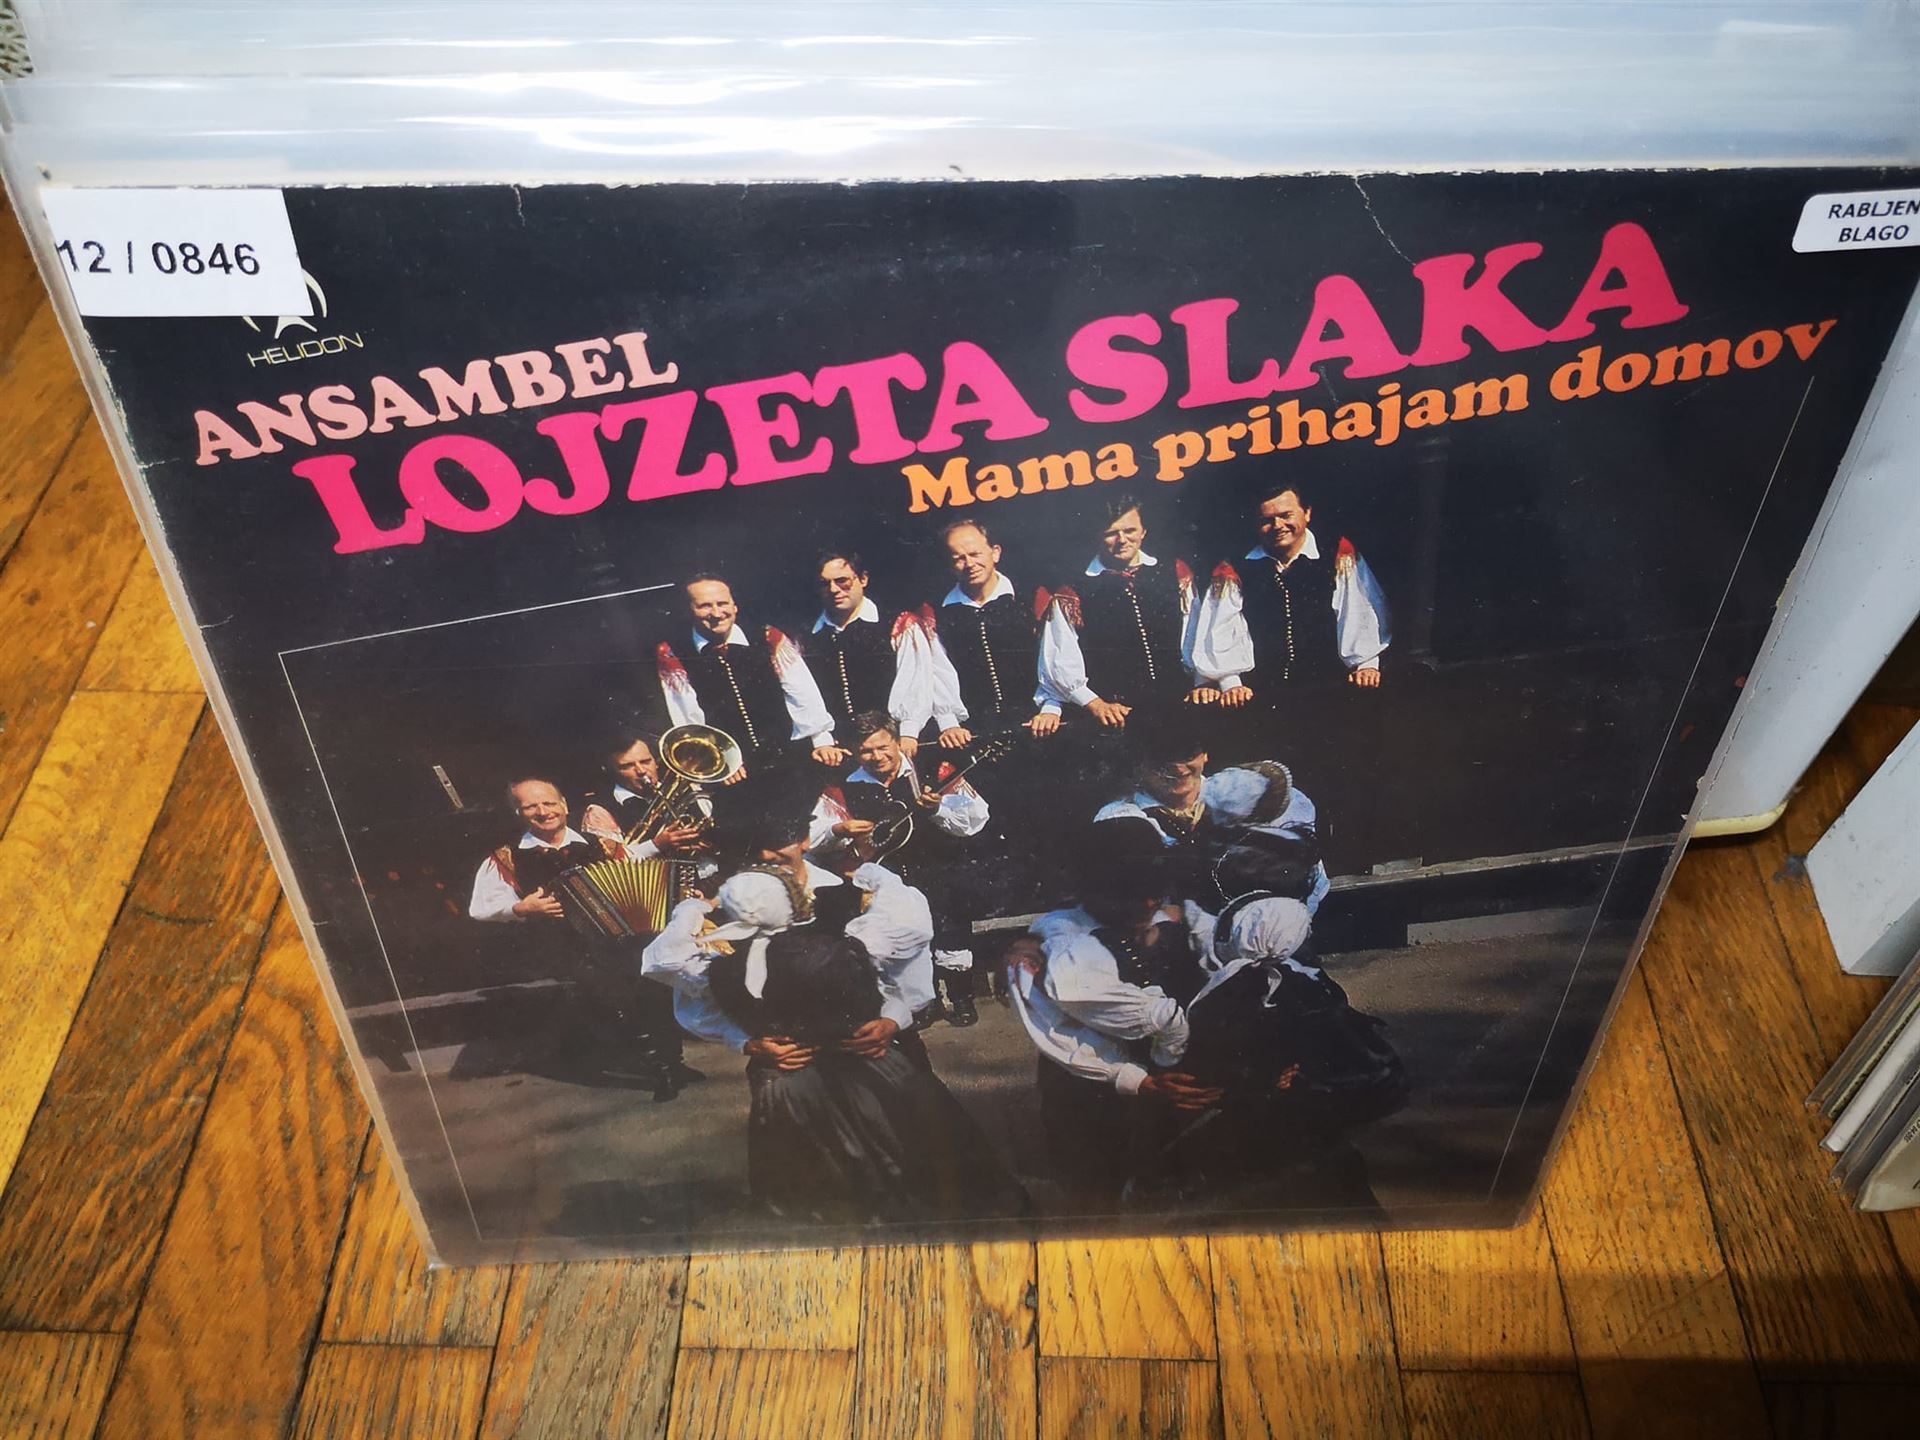 12 / 0846
RABLJEN
BLAGO
HELIDON
ANSAMBEL
LOJZETA SLAKA
Mama prihajam domov